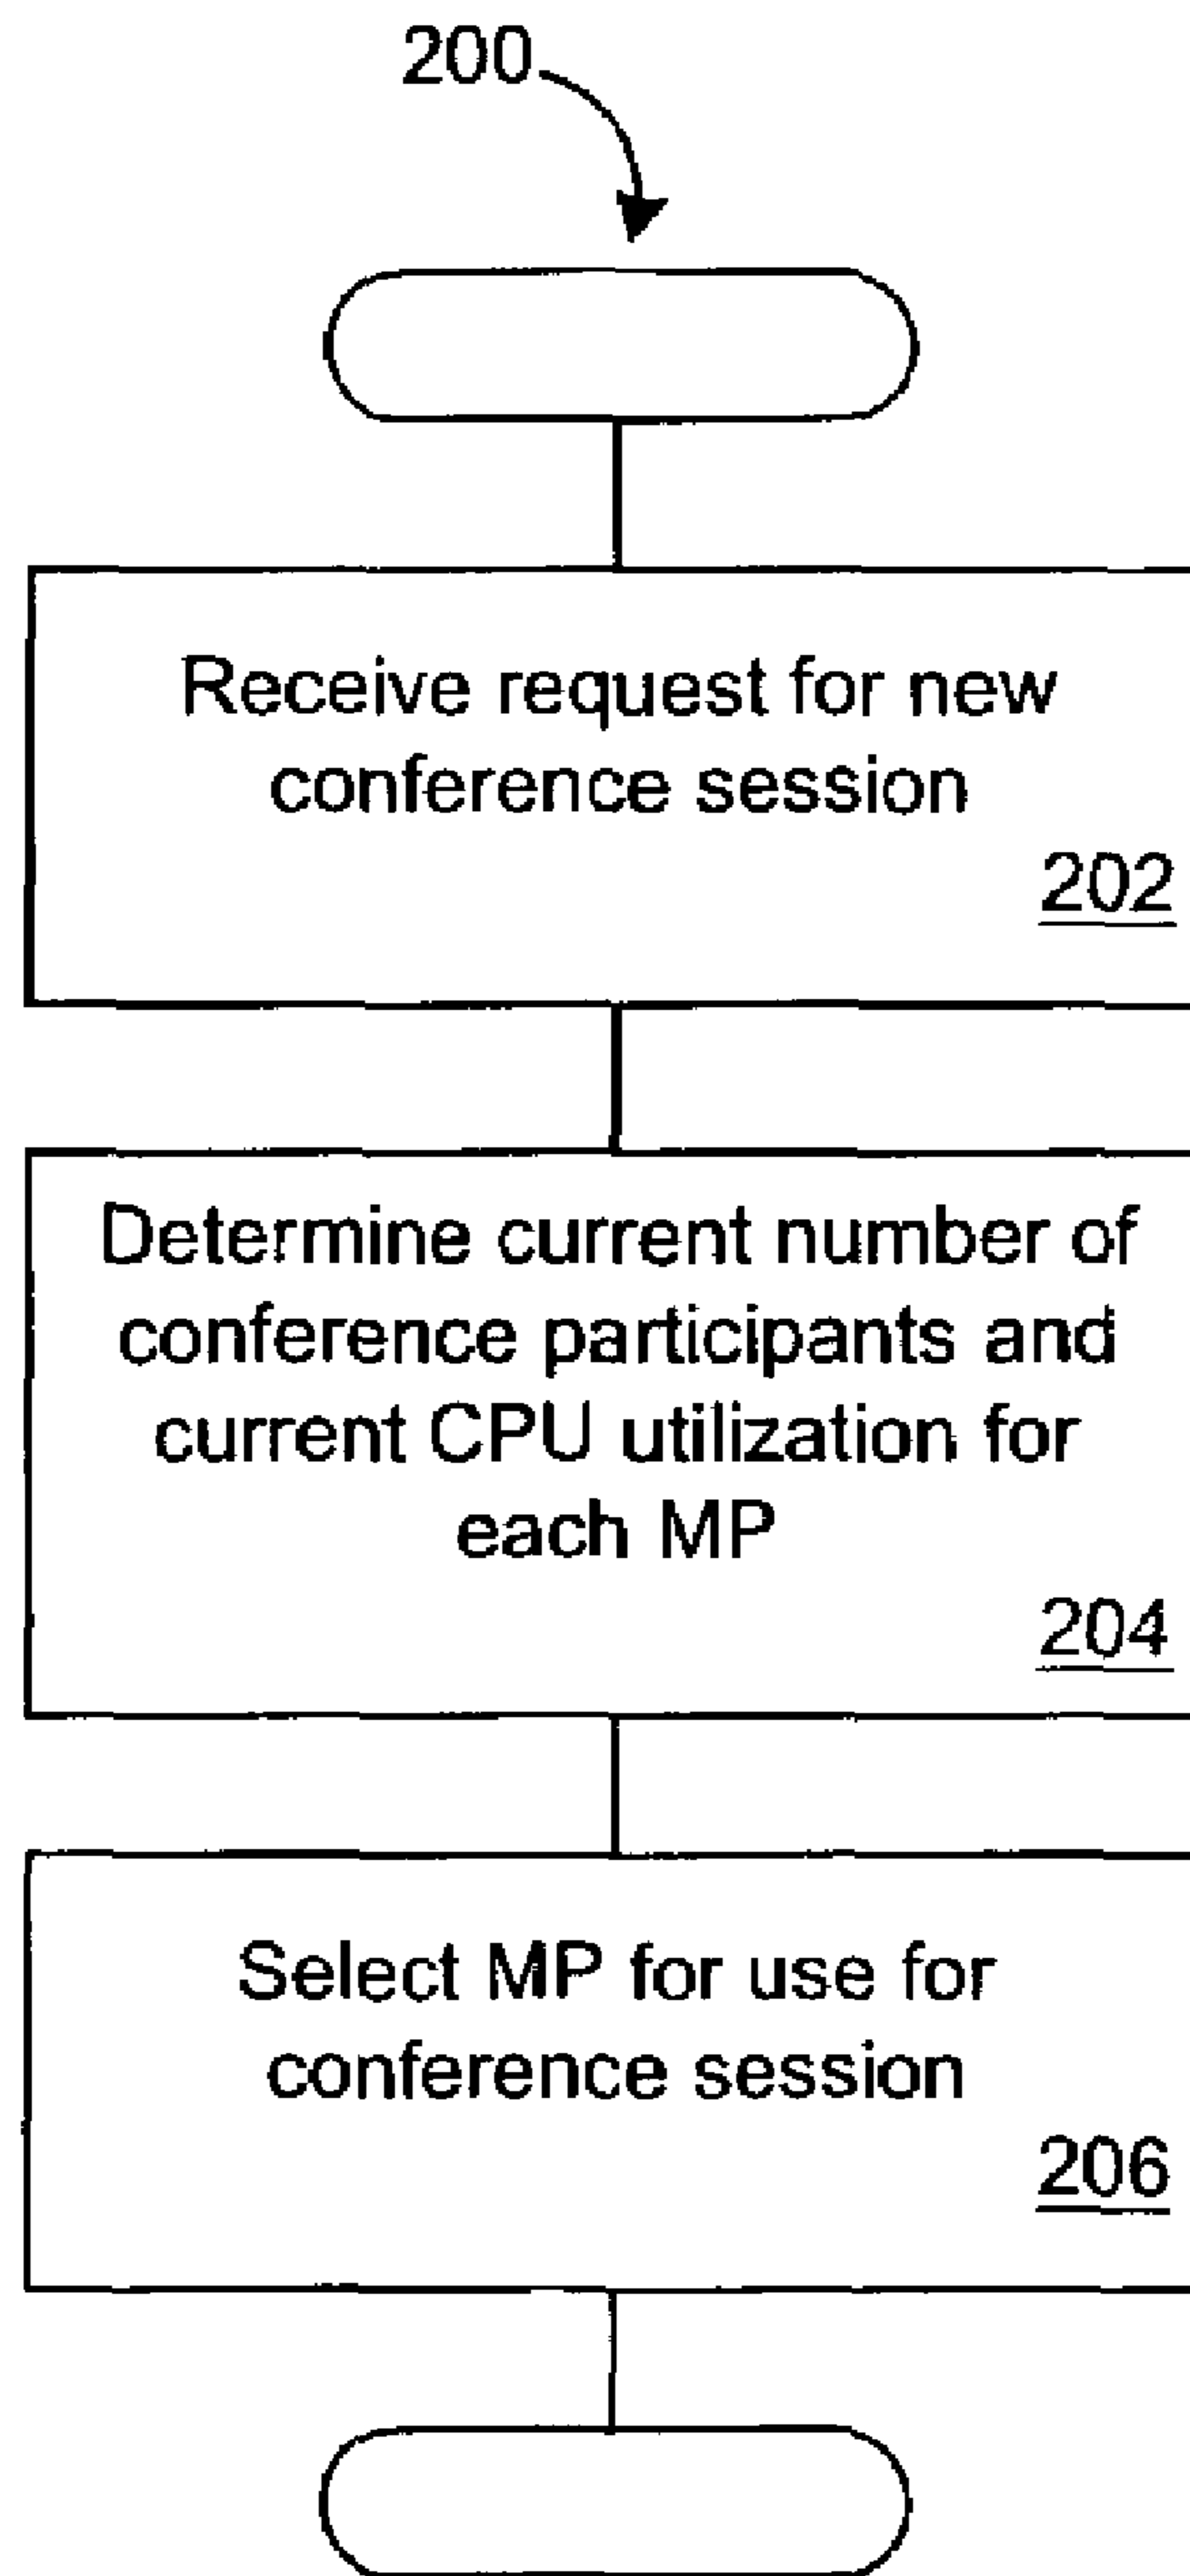 200
Receive request for new
conference session
202
Determine current number of
conference participants and
current CPU utilization for
each MP
204
Select MP for use for
conference session
206